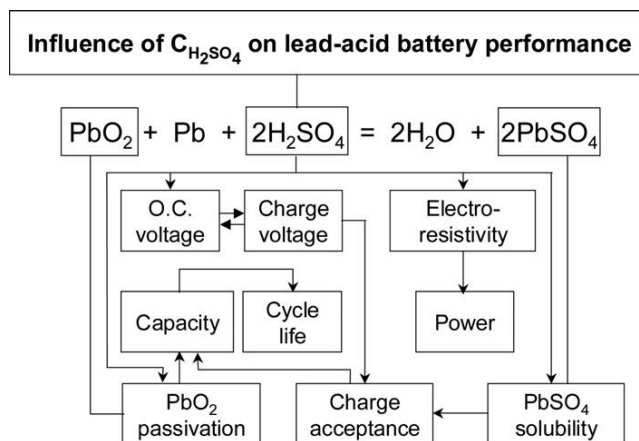 Influence of C_H₂SO₄ on lead-acid battery performance
PbO₂ + Pb + 2H₂SO₄ = 2H₂O + 2PbSO₄
O.C.
voltage
Charge
voltage
Electro-
resistivity
Capacity
Cycle
life
Power
PbO₂
passivation
Charge
acceptance
PbSO₄
solubility